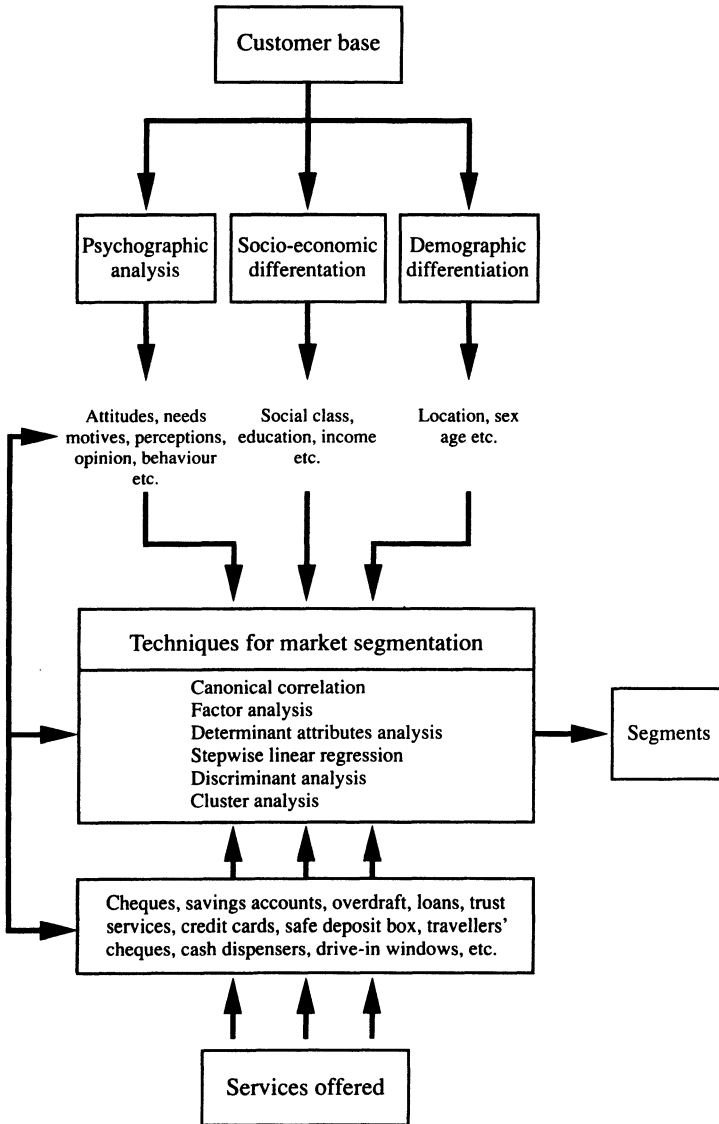 Customer base
Psychographic
analysis
Socio-economic
differentation
Demographic
differentiation
Attitudes, needs
motives, perceptions,
opinion, behaviour
etc.
Social class,
education, income
etc.
Location, sex
age etc.
Techniques for market segmentation
Canonical correlation
Factor analysis
Determinant attributes analysis
Stepwise linear regression
Discriminant analysis
Cluster analysis
Segments
Cheques, savings accounts, overdraft, loans, trust
services, credit cards, safe deposit box, travellers’
cheques, cash dispensers, drive-in windows, etc.
Services offered